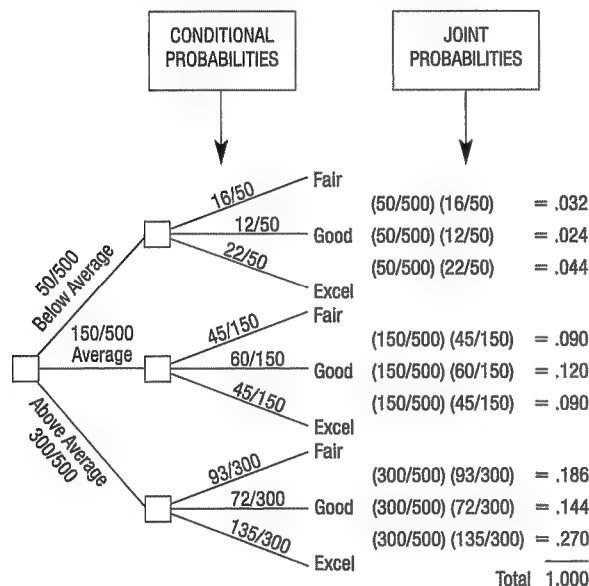 CONDITIONAL
PROBABILITIES
JOINT
PROBABILITIES
50/500
Below Average
16/50
Fair
12/50
Good
22/50
Excel
(50/500) (16/50) = .032
(50/500) (12/50) = .024
(50/500) (22/50) = .044
150/500
Average
45/150
Fair
60/150
Good
45/150
Excel
(150/500) (45/150) = .090
(150/500) (60/150) = .120
(150/500) (45/150) = .090
Above Average
300/500
93/300
Fair
72/300
Good
135/300
Excel
(300/500) (93/300) = .186
(300/500) (72/300) = .144
(300/500) (135/300) = .270
Total 1.000